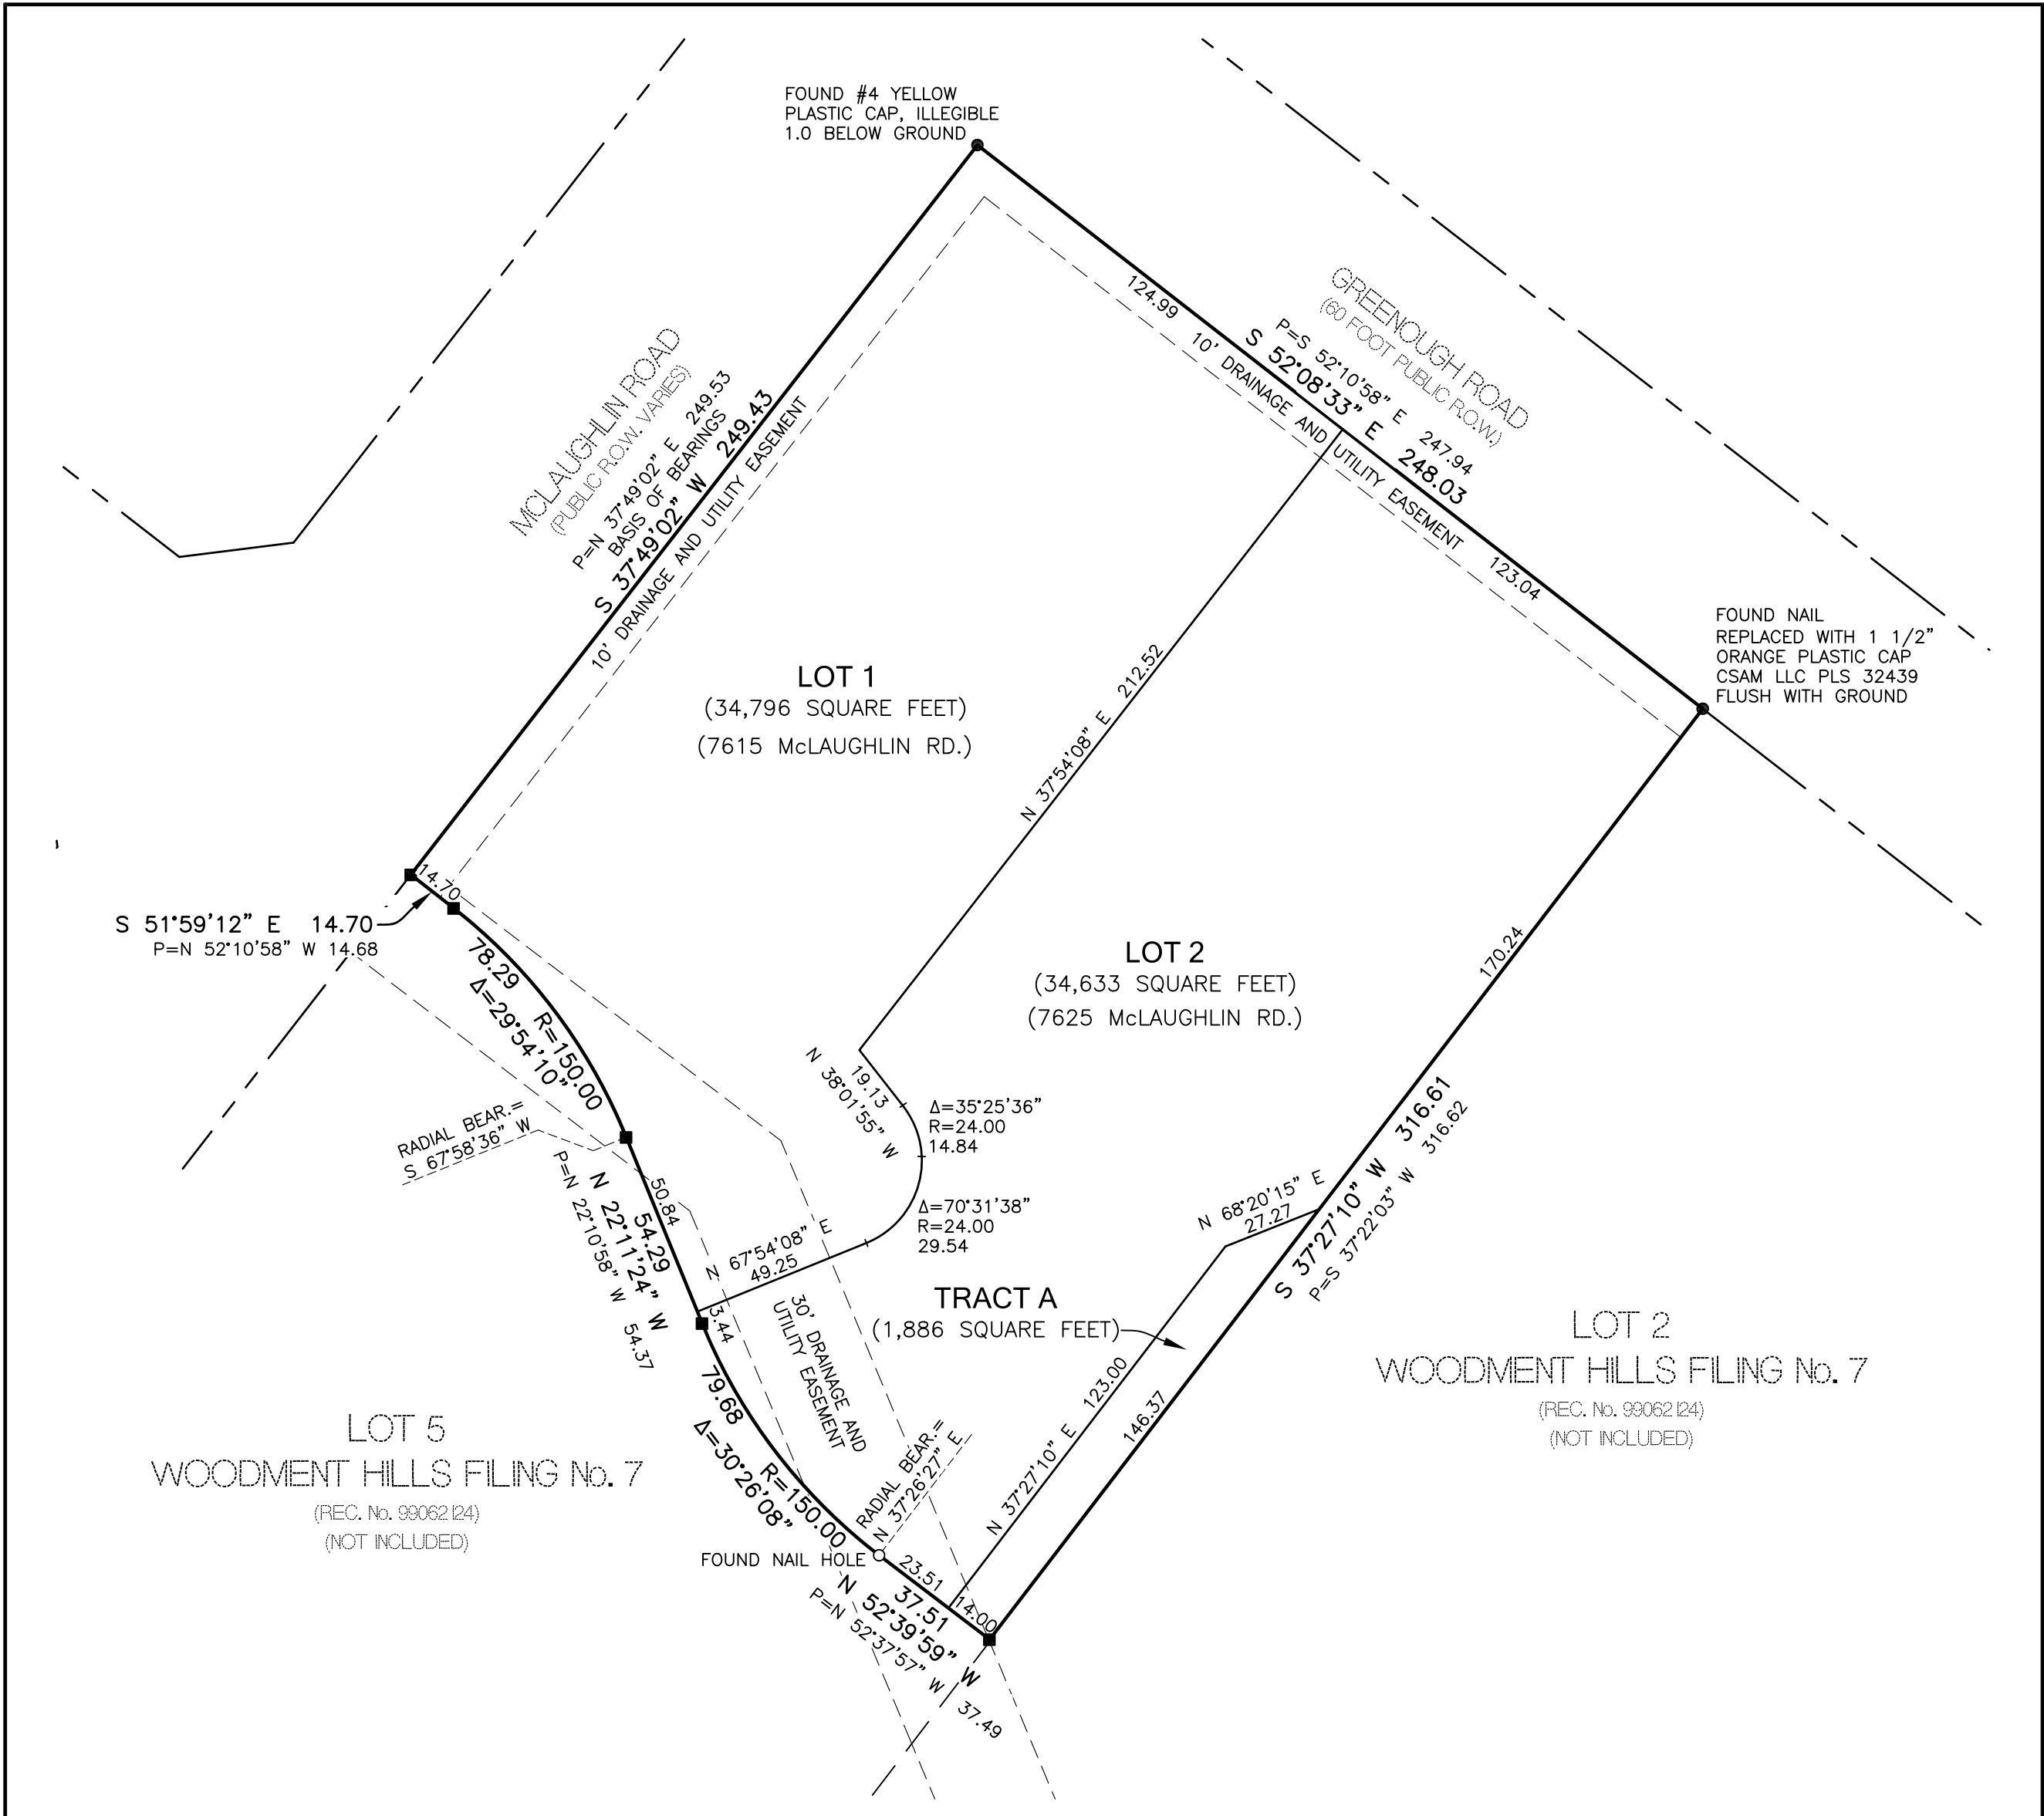 FOUND #4 YELLOW
PLASTIC CAP, ILLEGIBLE
1.0 BELOW GROUND
MCLAUGHLIN ROAD
(PUBLIC R.O.W. VARIES)
P=N 37°49'02" E 249.53
BASIS OF BEARINGS
S 37°49'02" W 249.43
10' DRAINAGE AND UTILITY EASEMENT
GREENOUGH ROAD
(60 FOOT PUBLIC R.O.W.)
P=S 52°10'58" E 247.94
S 52°08'33" E 248.03
124.99
10' DRAINAGE AND UTILITY EASEMENT
123.04
FOUND NAIL
REPLACED WITH 1 1/2"
ORANGE PLASTIC CAP
CSAM LLC PLS 32439
FLUSH WITH GROUND
LOT 1
(34,796 SQUARE FEET)
(7615 McLAUGHLIN RD.)
N 37°54'08" E 212.52
14.70
S 51°59'12" E 14.70
P=N 52°10'58" W 14.68
78.29
R=150.00
Δ=29°54'10"
LOT 2
(34,633 SQUARE FEET)
(7625 McLAUGHLIN RD.)
170.24
19.13
N 38°01'55" W
Δ=35°25'36"
R=24.00
14.84
Δ=70°31'38"
R=24.00
29.54
RADIAL BEAR.=
S 67°58'36" W
50.84
54.29
N 22°11'24" W
P=N 22°10'58" W 54.37
N 67°54'08" E
49.25
3.44
N 68°20'15" E
27.27
S 37°27'10" W 316.61
P=S 37°22'03" W 316.62
TRACT A
(1,886 SQUARE FEET)
30' DRAINAGE AND
UTILITY EASEMENT
N 37°27'10" E 123.00
146.37
79.68
R=150.00
Δ=30°26'08"
RADIAL BEAR.=
N 37°26'27" E
FOUND NAIL HOLE
23.51
14.00
37.51
N 52°39'59" W
P=N 52°37'57" W 37.49
LOT 5
WOODMENT HILLS FILING No. 7
(REC. No. 99062124)
(NOT INCLUDED)
LOT 2
WOODMENT HILLS FILING No. 7
(REC. No. 99062124)
(NOT INCLUDED)